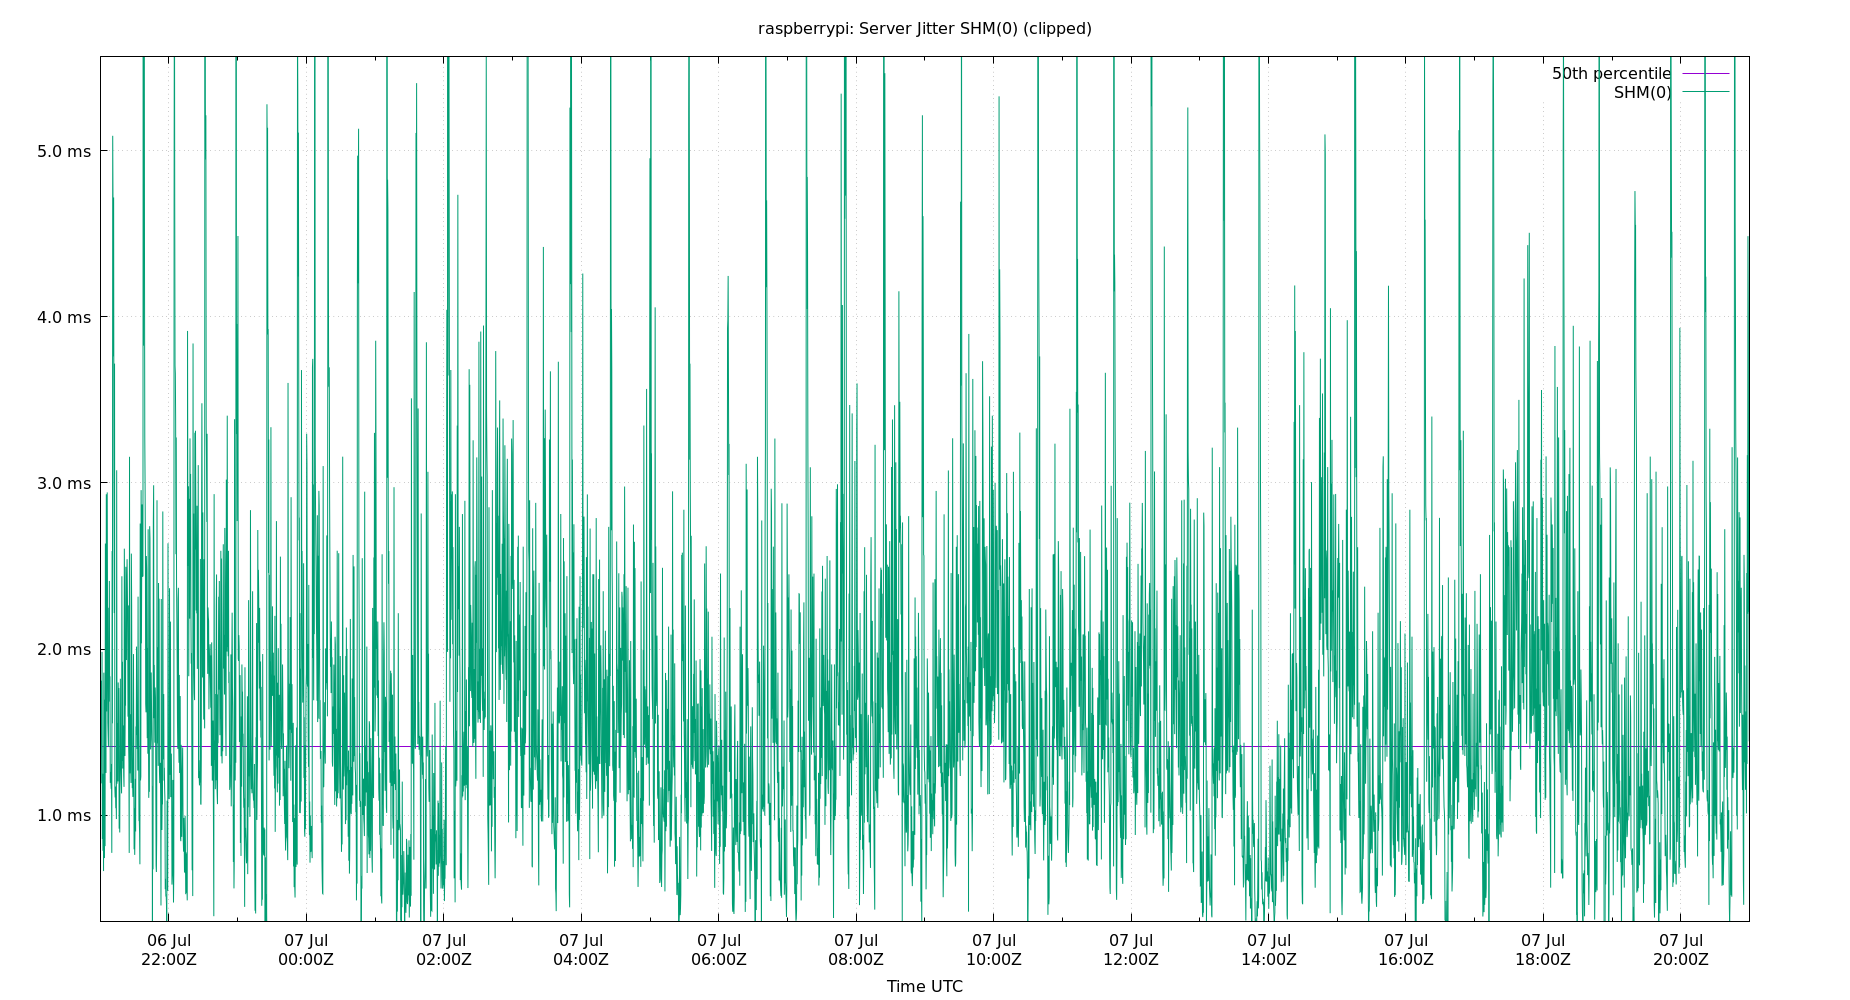 raspberrypi: Server Jitter SHM(0) (clipped)
50th percentile
SHM(0)
5.0 ms
4.0 ms
3.0 ms
2.0 ms
1.0 ms
06 Jul 07 Jul 07 Jul 07 Jul 07 Jul 07 Jul 07 Jul 07 Jul 07 Jul 07 Jul 07 Jul 07 Jul
22:00Z 00:00Z 02:00Z 04:00Z 06:00Z 08:00Z 10:00Z 12:00Z 14:00Z 16:00Z 18:00Z 20:00Z
Time UTC